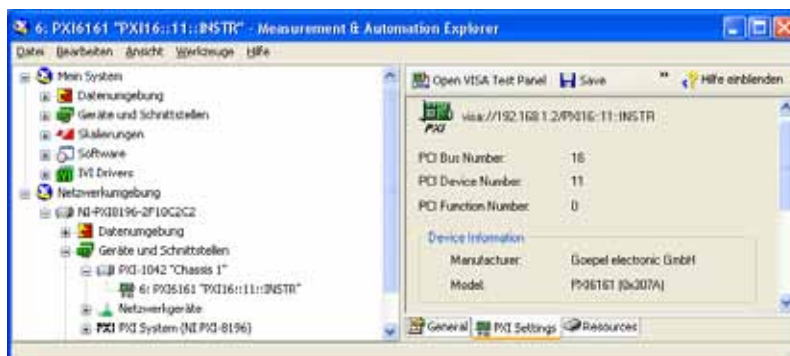 6: PXI6161 "PXI16::11::INSTR" - Measurement & Automation Explorer
Datei Bearbeiten Ansicht Werkzeuge Hilfe
Mein System
Datenumgebung
Geräte und Schnittstellen
Skalierungen
Software
IVI Drivers
Netzwerkumgebung
NI-PXI8196-2F10C2C2
Datenumgebung
Geräte und Schnittstellen
PXI-1042 "Chassis 1"
6: PXI6161 "PXI16::11::INSTR"
Netzwerkgeräte
PXI PXI System (NI PXI-8196)
Open VISA Test Panel Save » Hilfe einblenden
PXI visa://192.168.1.2/PXI16::11::INSTR
PCI Bus Number: 16
PCI Device Number: 11
PCI Function Number: 0
Device Information
Manufacturer: Goepel electronic GmbH
Model: PXI6161 (0x307A)
General PXI Settings Resources